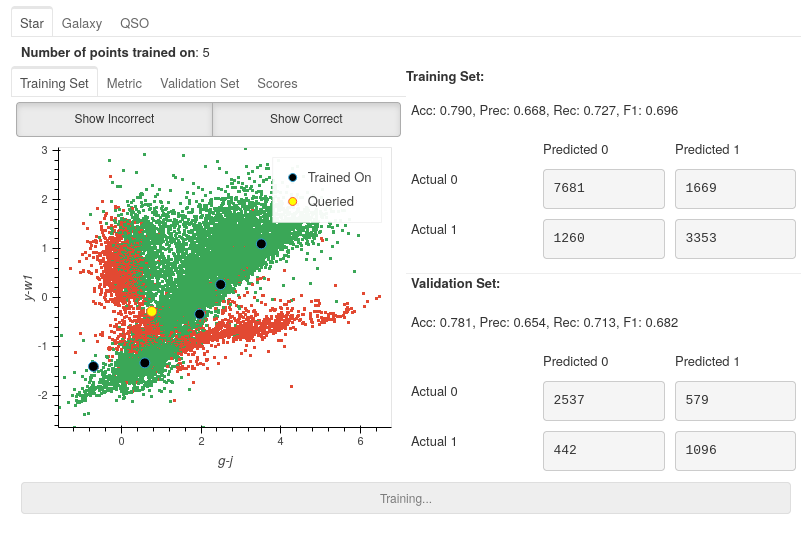 Star Galaxy QSO
Number of points trained on: 5
Training Set Metric Validation Set Scores
Show Incorrect Show Correct
Trained On
Queried
3
2
1
0
-1
-2
y-w1
0 2 4 6
g-j
Training Set:
Acc: 0.790, Prec: 0.668, Rec: 0.727, F1: 0.696
Predicted 0 Predicted 1
Actual 0 7681 1669
Actual 1 1260 3353
Validation Set:
Acc: 0.781, Prec: 0.654, Rec: 0.713, F1: 0.682
Predicted 0 Predicted 1
Actual 0 2537 579
Actual 1 442 1096
Training...